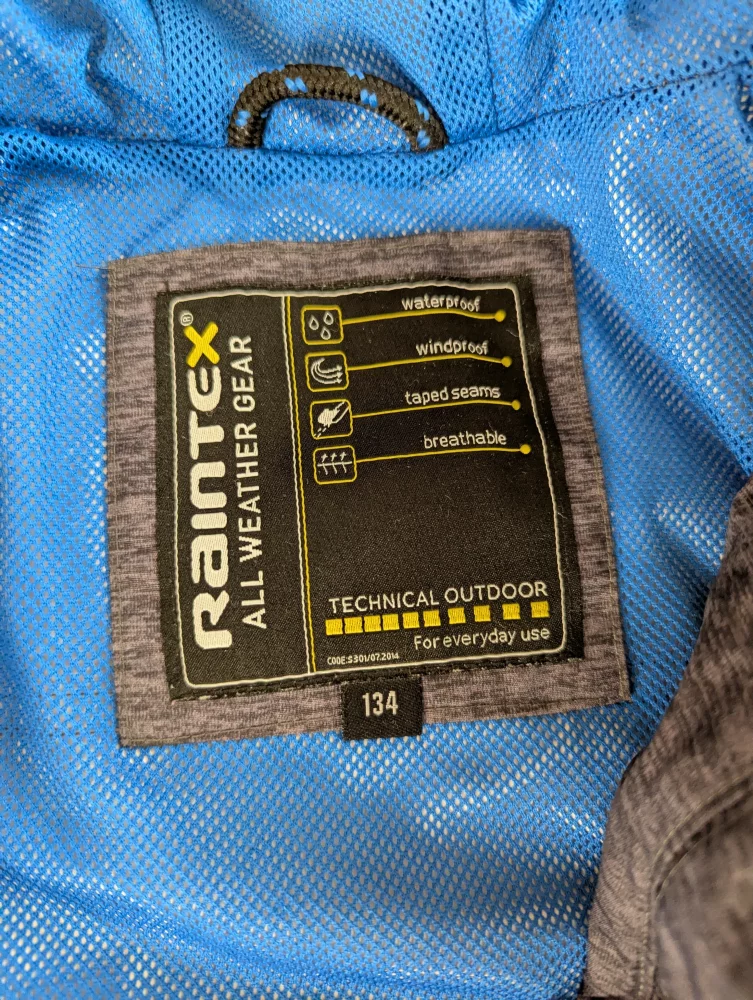 RAINTEX®
ALL WEATHER GEAR
waterproof
windproof
taped seams
breathable
TECHNICAL OUTDOOR
For everyday use
CODE:S301/07.2014
134